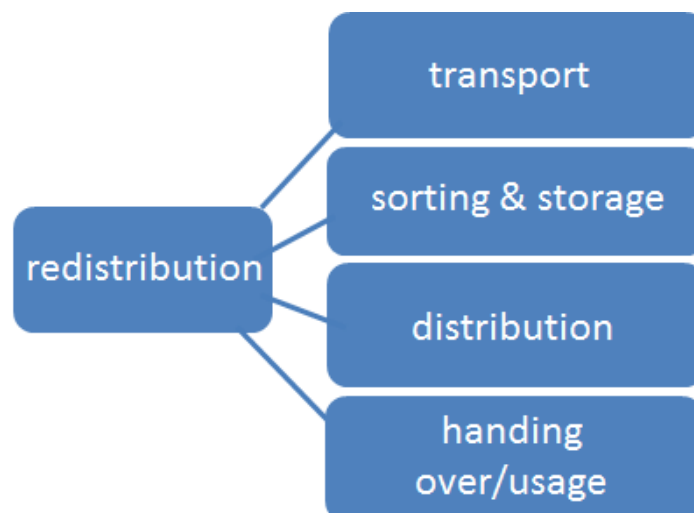 transport
sorting & storage
redistribution
distribution
handing
over/usage